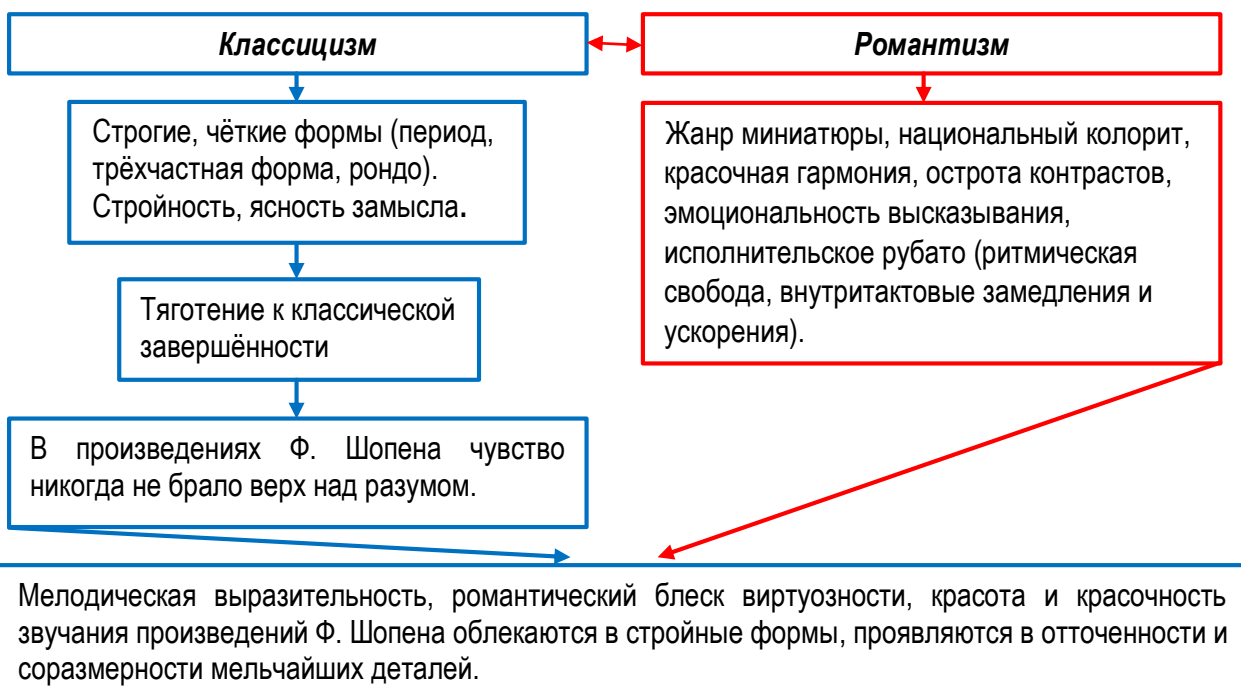 Классицизм
Романтизм
Строгие, чёткие формы (период,
трёхчастная форма, рондо).
Стройность, ясность замысла.
Тяготение к классической
завершённости
В произведениях Ф. Шопена чувство
никогда не брало верх над разумом.
Жанр миниатюры, национальный колорит,
красочная гармония, острота контрастов,
эмоциональность высказывания,
исполнительское рубато (ритмическая
свобода, внутритактовые замедления и
ускорения).
Мелодическая выразительность, романтический блеск виртуозности, красота и красочность
звучания произведений Ф. Шопена облекаются в стройные формы, проявляются в отточенности и
соразмерности мельчайших деталей.